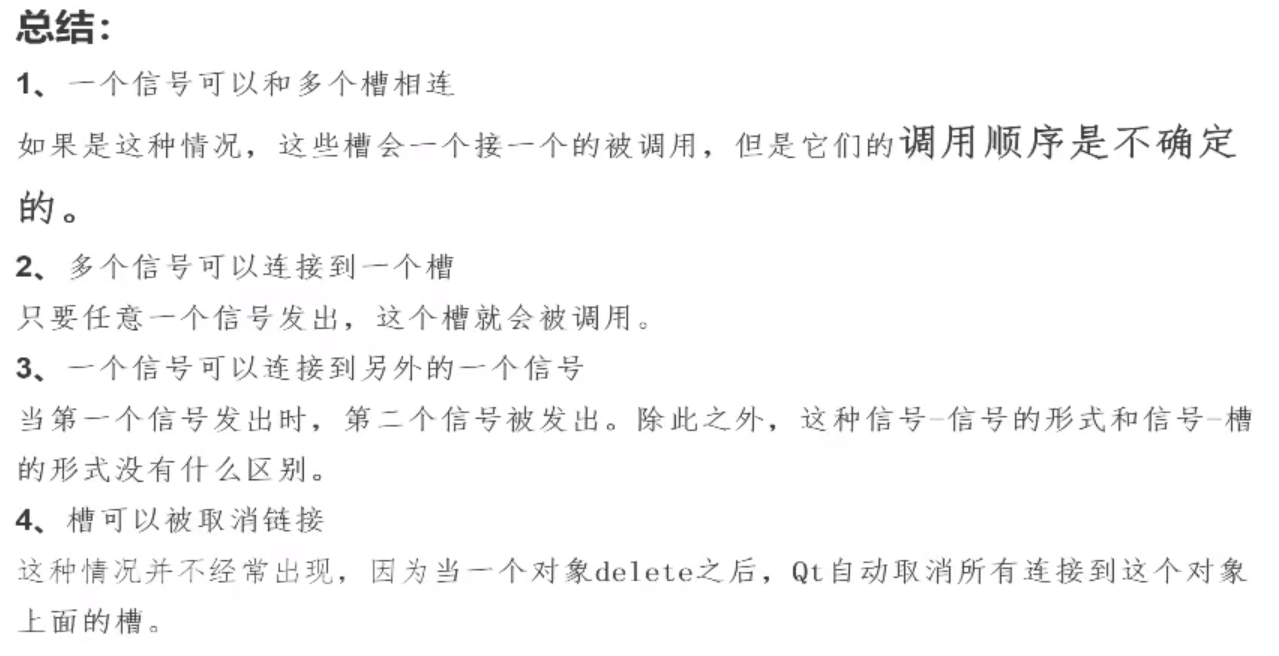 总结：
1、一个信号可以和多个槽相连
如果是这种情况，这些槽会一个接一个的被调用，但是它们的调用顺序是不确定
的。
2、多个信号可以连接到一个槽
只要任意一个信号发出，这个槽就会被调用。
3、一个信号可以连接到另外的一个信号
当第一个信号发出时，第二个信号被发出。除此之外，这种信号-信号的形式和信号-槽
的形式没有什么区别。
4、槽可以被取消链接
这种情况并不经常出现，因为当一个对象delete之后，Qt自动取消所有连接到这个对象
上面的槽。